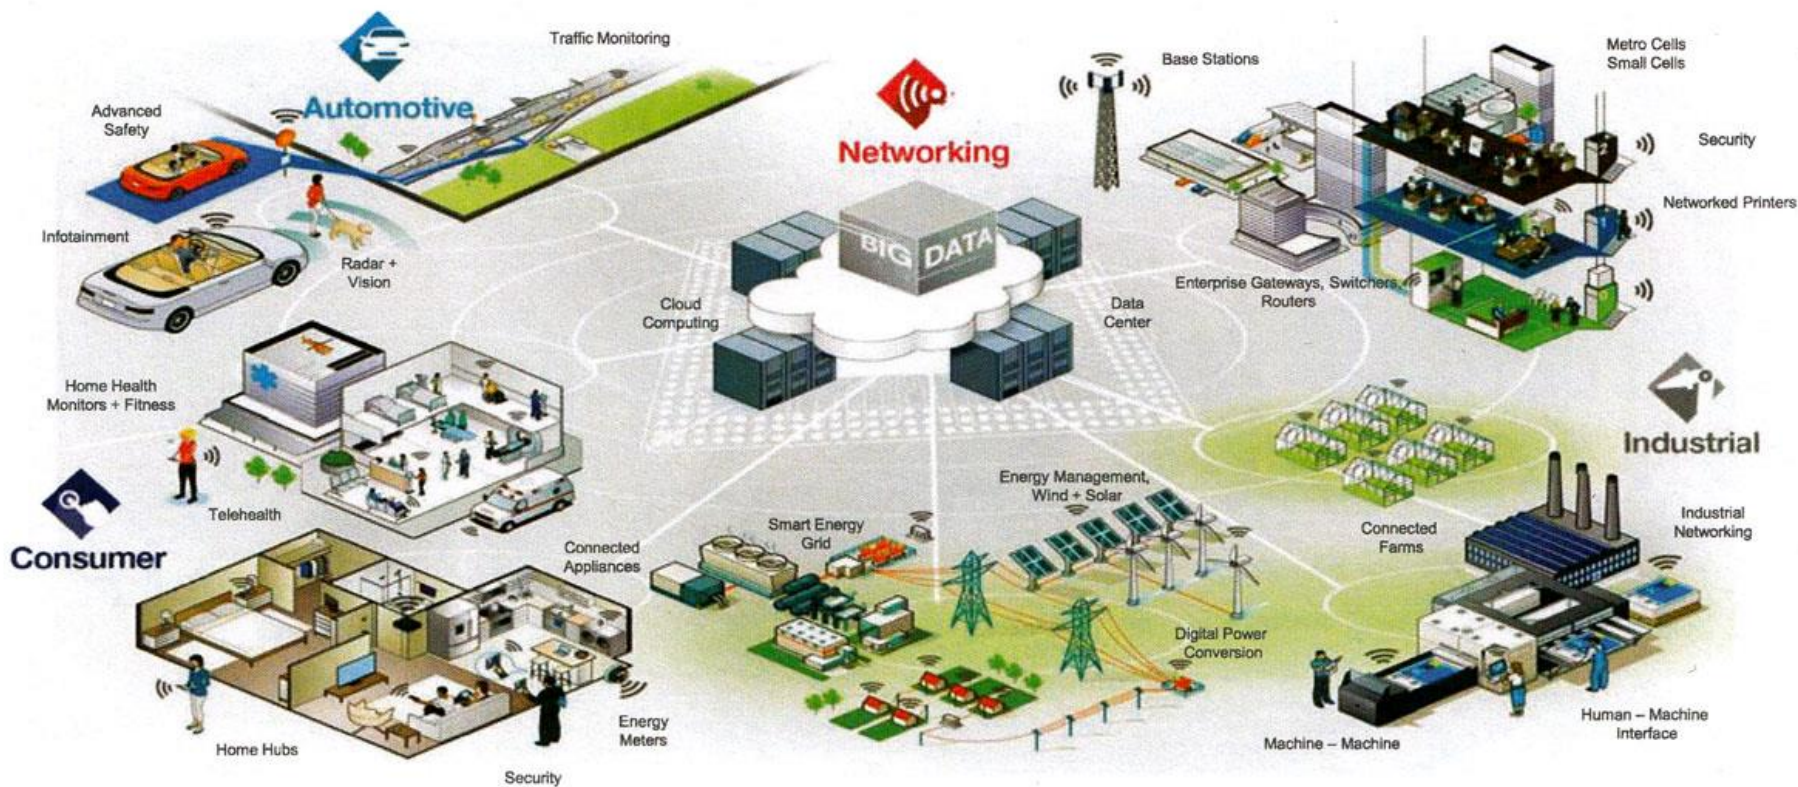 Traffic Monitoring
Automotive
Advanced
Safety
Infotainment
Radar +
Vision
Networking
BIG DATA
Cloud
Computing
Data
Center
Base Stations
Metro Cells
Small Cells
Security
Networked Printers
Enterprise Gateways, Switchers,
Routers
Home Health
Monitors + Fitness
Telehealth
Consumer
Connected
Appliances
Home Hubs
Security
Energy
Meters
Smart Energy
Grid
Energy Management,
Wind + Solar
Digital Power
Conversion
Industrial
Connected
Farms
Industrial
Networking
Machine – Machine
Human – Machine
Interface